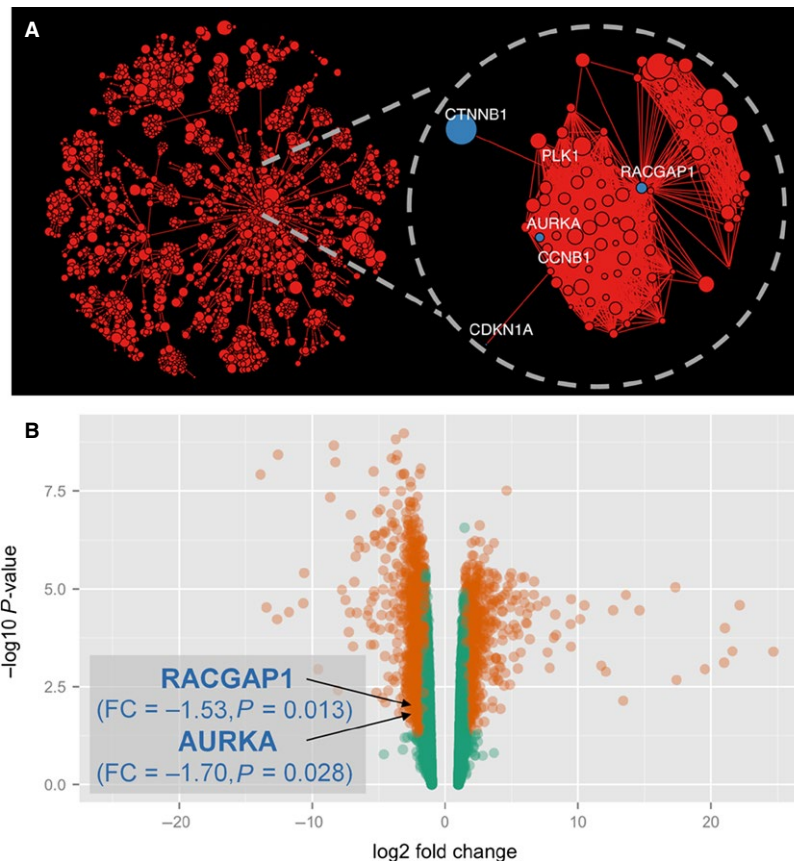 A
CTNNB1
PLK1
RACGAP1
AURKA
CCNB1
CDKN1A
B
7.5
5.0
2.5
0.0
−log10 P-value
RACGAP1
(FC = −1.53, P = 0.013)
AURKA
(FC = −1.70, P = 0.028)
−20
−10
0
10
20
log2 fold change